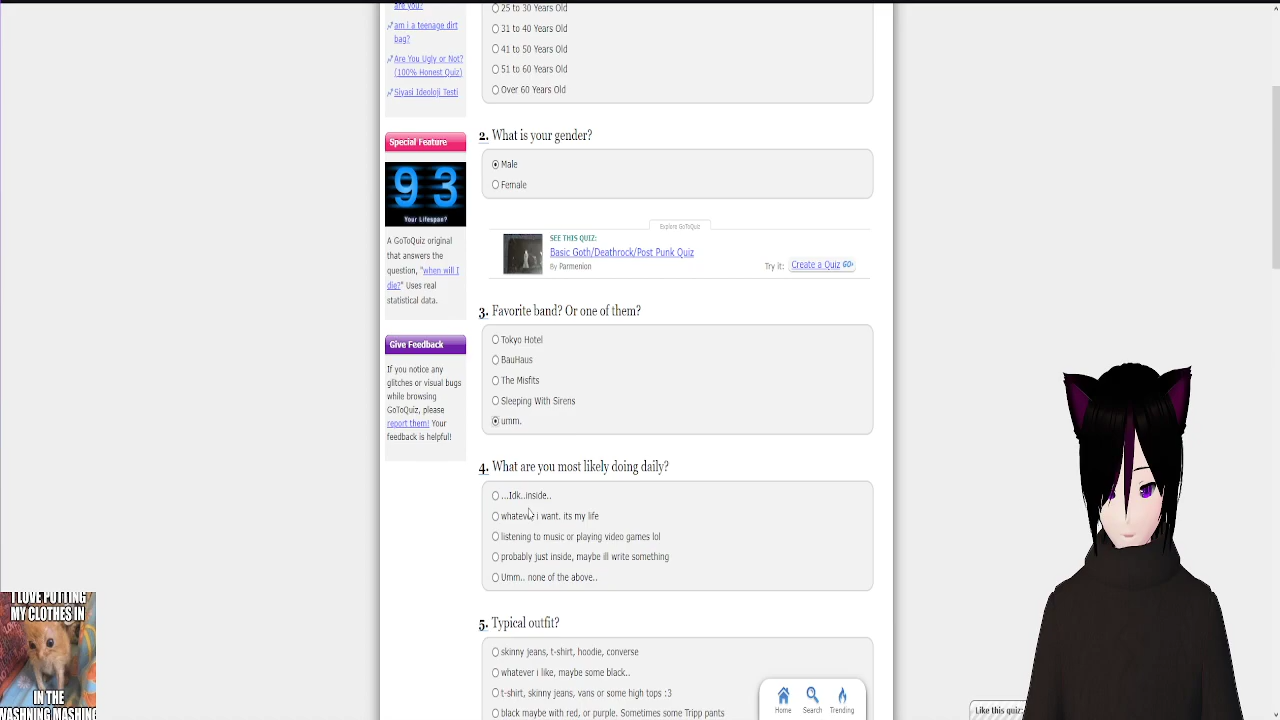 are you?
am i a teenage dirt
bag?
Are You Ugly or Not?
(100% Honest Quiz)
Siyasi Ideoloji Testi
Special Feature
93
Your Lifespan?
A GoToQuiz original
that answers the
question, "when will I
die?" Uses real
statistical data.
Give Feedback
If you notice any
glitches or visual bugs
while browsing
GoToQuiz, please
report them! Your
feedback is helpful!
25 to 30 Years Old
31 to 40 Years Old
41 to 50 Years Old
51 to 60 Years Old
Over 60 Years Old
2. What is your gender?
Male
Female
Explore GoToQuiz
SEE THIS QUIZ:
Basic Goth/Deathrock/Post Punk Quiz
By Parmenion
Try it: Create a Quiz GO!
3. Favorite band? Or one of them?
Tokyo Hotel
BauHaus
The Misfits
Sleeping With Sirens
umm.
4. What are you most likely doing daily?
...Idk..inside..
whatever i want. its my life
listening to music or playing video games lol
probably just inside, maybe ill write something
Umm.. none of the above..
5. Typical outfit?
skinny jeans, t-shirt, hoodie, converse
whatever i like, maybe some black..
t-shirt, skinny jeans, vans or some high tops :3
black maybe with red, or purple. Sometimes some Tripp pants
Home Search Trending
Like this quiz:
I LOVE PUTTING
MY CLOTHES IN
IN THE
WASHNING MASHINE